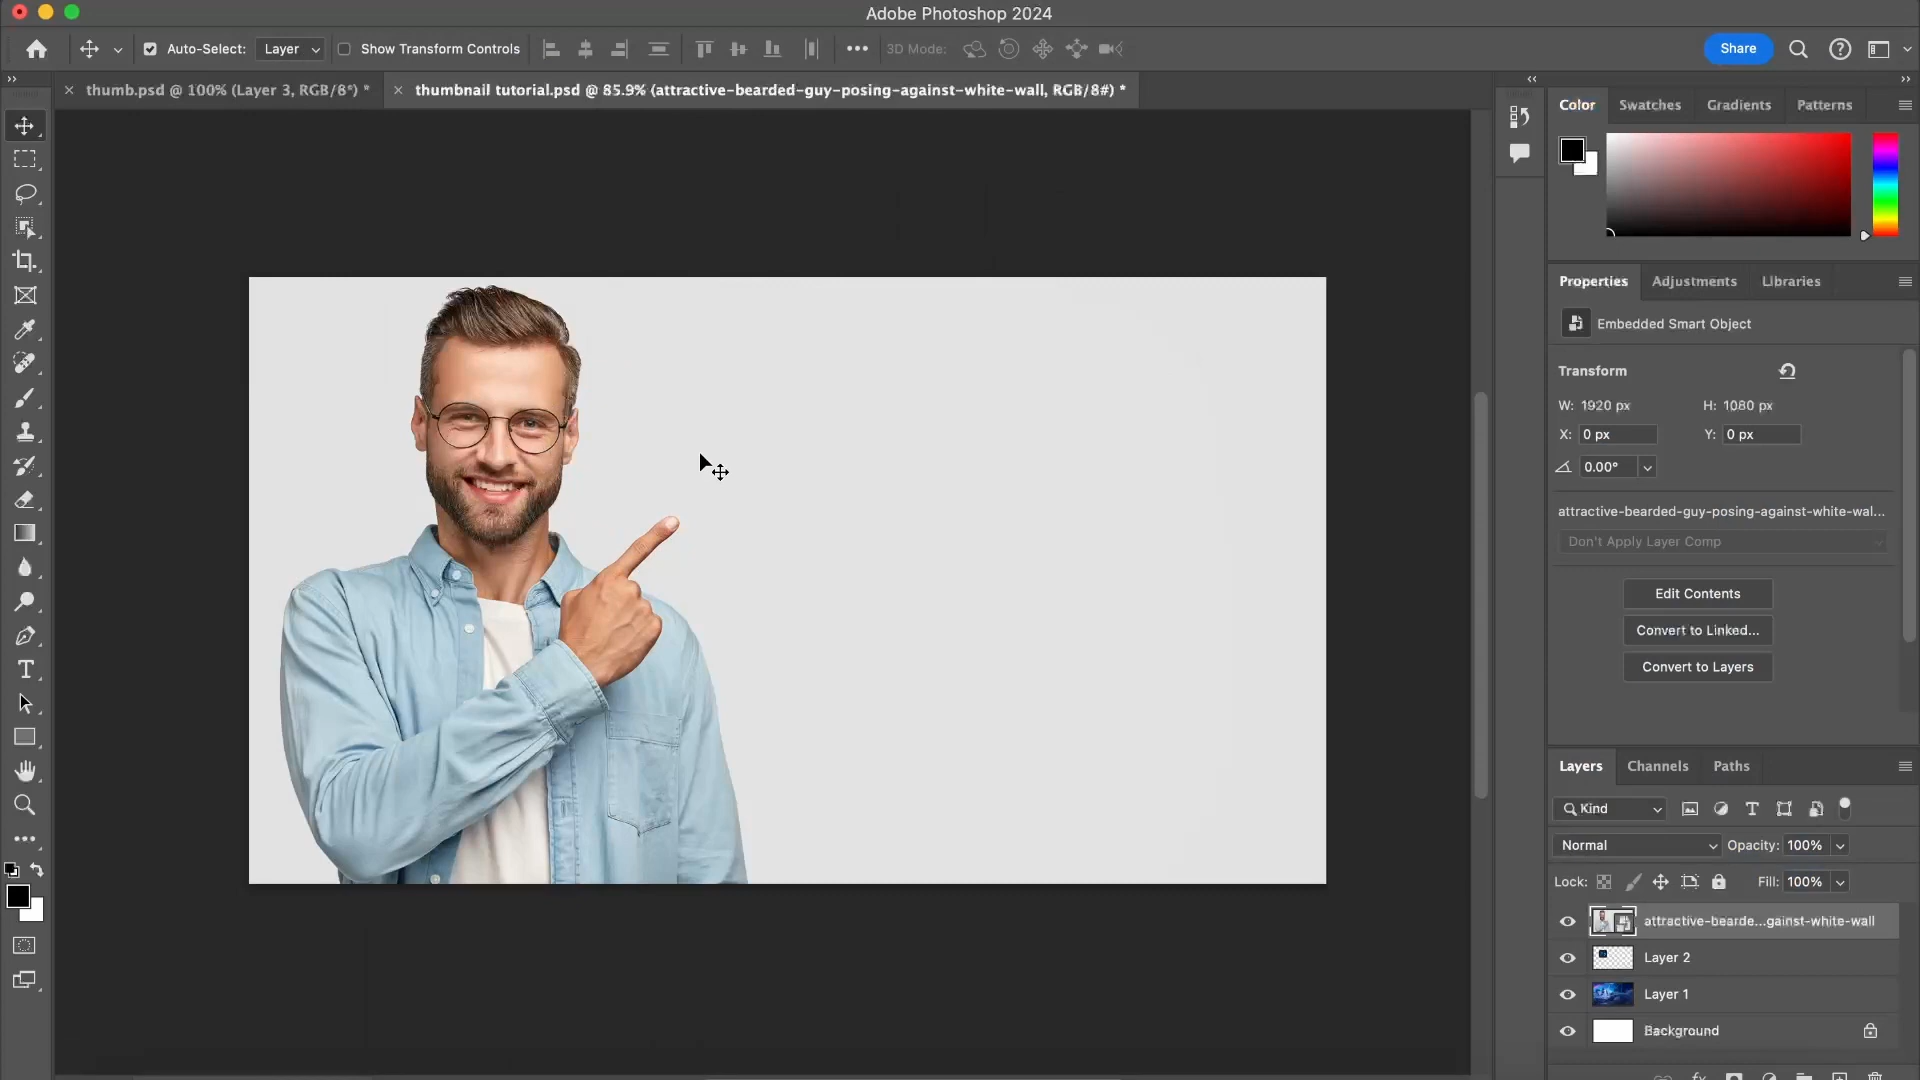 Adobe Photoshop 2024
Auto-Select: Layer Show Transform Controls 3D Mode: Share
thumb.psd @ 100% (Layer 3, RGB/8*) *
thumbnail tutorial.psd @ 85.9% (attractive-bearded-guy-posing-against-white-wall, RGB/8#) *
Color Swatches Gradients Patterns
Properties Adjustments Libraries
Embedded Smart Object
Transform
W: 1920 px H: 1080 px
X: 0 px Y: 0 px
0.00°
attractive-bearded-guy-posing-against-white-wal...
Don't Apply Layer Comp
Edit Contents
Convert to Linked...
Convert to Layers
Layers Channels Paths
Kind
Normal Opacity: 100%
Lock: Fill: 100%
attractive-bearde...gainst-white-wall
Layer 2
Layer 1
Background